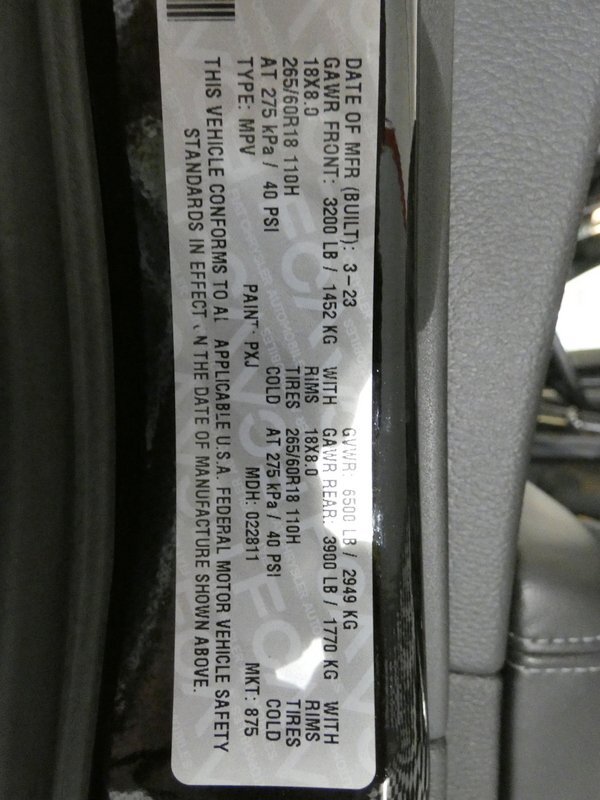 DATE OF MFR (BUILT): 3-23 GVWR: 6500 LB / 2949 KG
GAWR FRONT: 3200 LB / 1452 KG WITH GAWR REAR: 3900 LB / 1770 KG WITH
18X8.0 RIMS 18X8.0 RIMS
265/60R18 110H TIRES 265/60R18 110H TIRES
AT 275 kPa / 40 PSI COLD AT 275 kPa / 40 PSI COLD
TYPE: MPV PAINT: PXJ MDH: 022811 MKT: 875
THIS VEHICLE CONFORMS TO AL APPLICABLE U.S.A. FEDERAL MOTOR VEHICLE SAFETY
STANDARDS IN EFFECT N THE DATE OF MANUFACTURE SHOWN ABOVE.